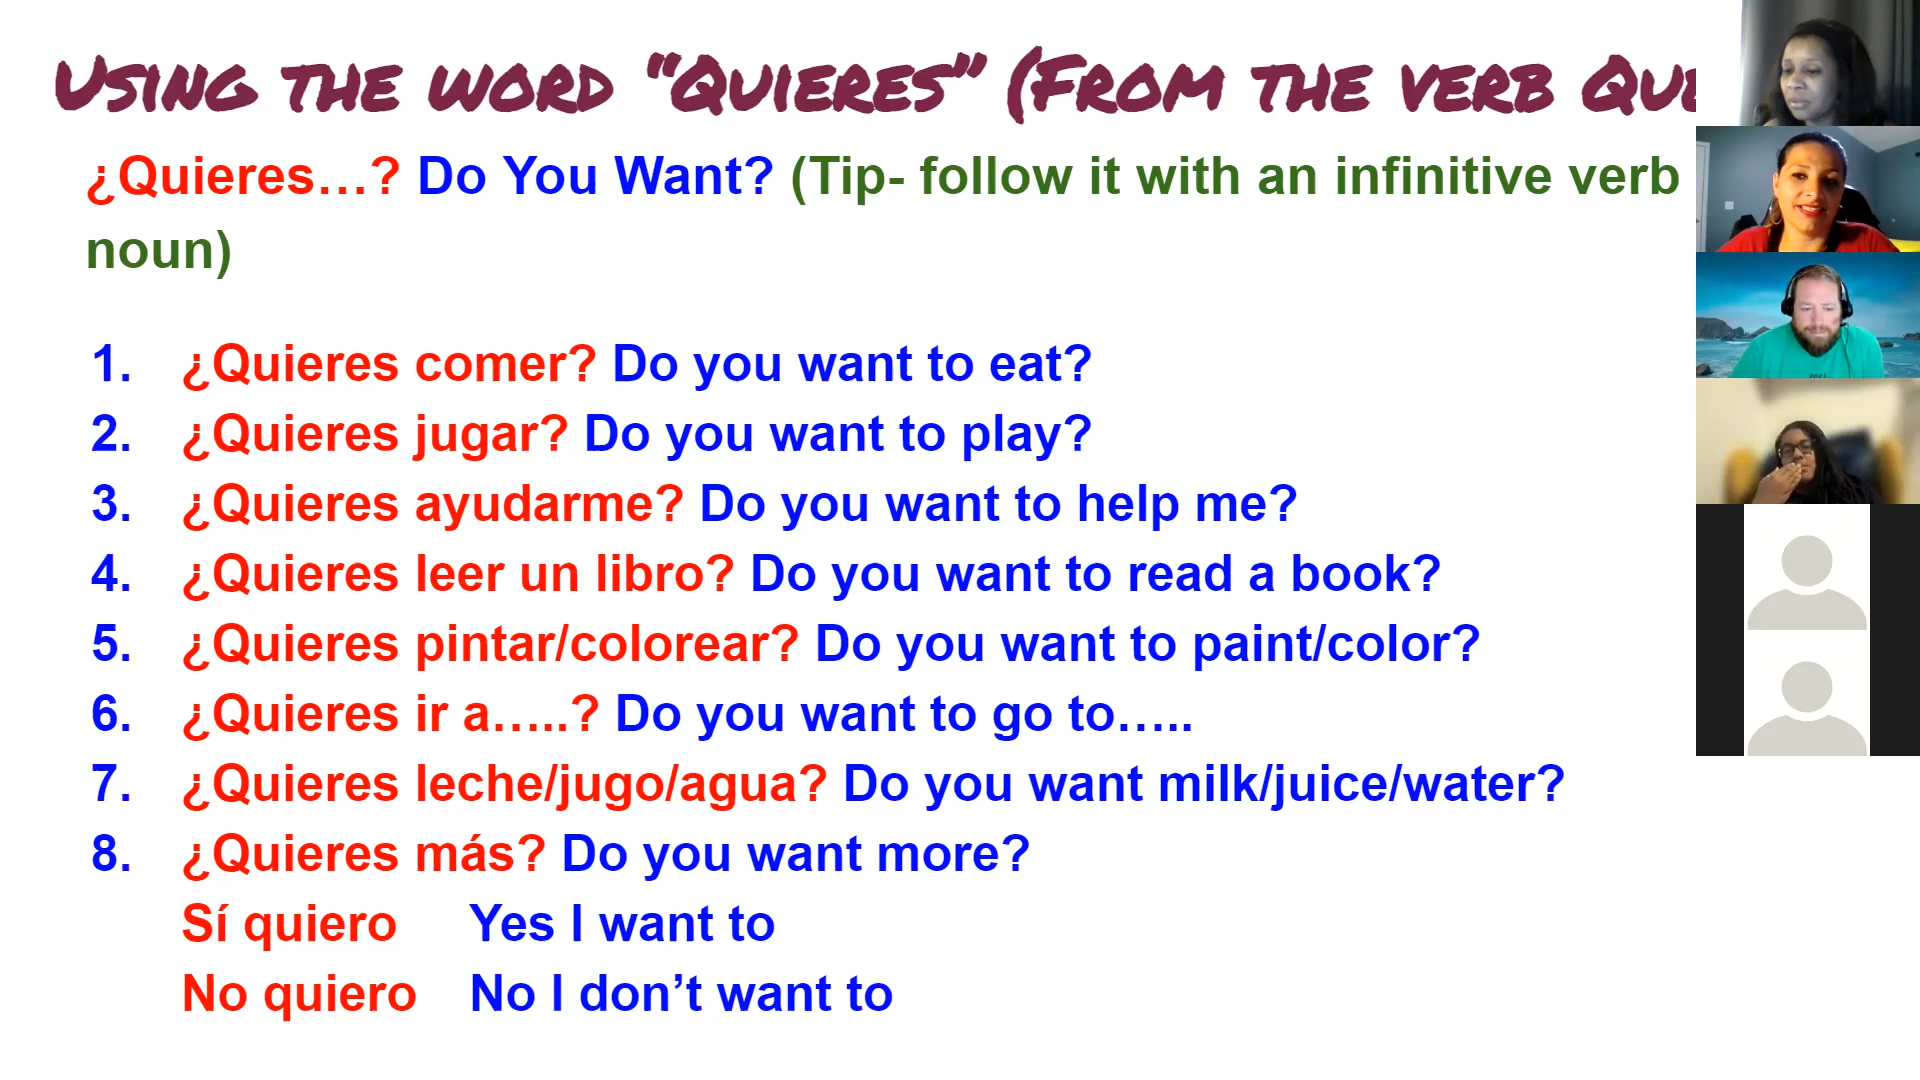 Using the word “Quieres” (From the verb
¿Quieres…? Do You Want? (Tip- follow it with an infinitive verb
noun)
1. ¿Quieres comer? Do you want to eat?
2. ¿Quieres jugar? Do you want to play?
3. ¿Quieres ayudarme? Do you want to help me?
4. ¿Quieres leer un libro? Do you want to read a book?
5. ¿Quieres pintar/colorear? Do you want to paint/color?
6. ¿Quieres ir a…..? Do you want to go to…..
7. ¿Quieres leche/jugo/agua? Do you want milk/juice/water?
8. ¿Quieres más? Do you want more?
Sí quiero Yes I want to
No quiero No I don’t want to